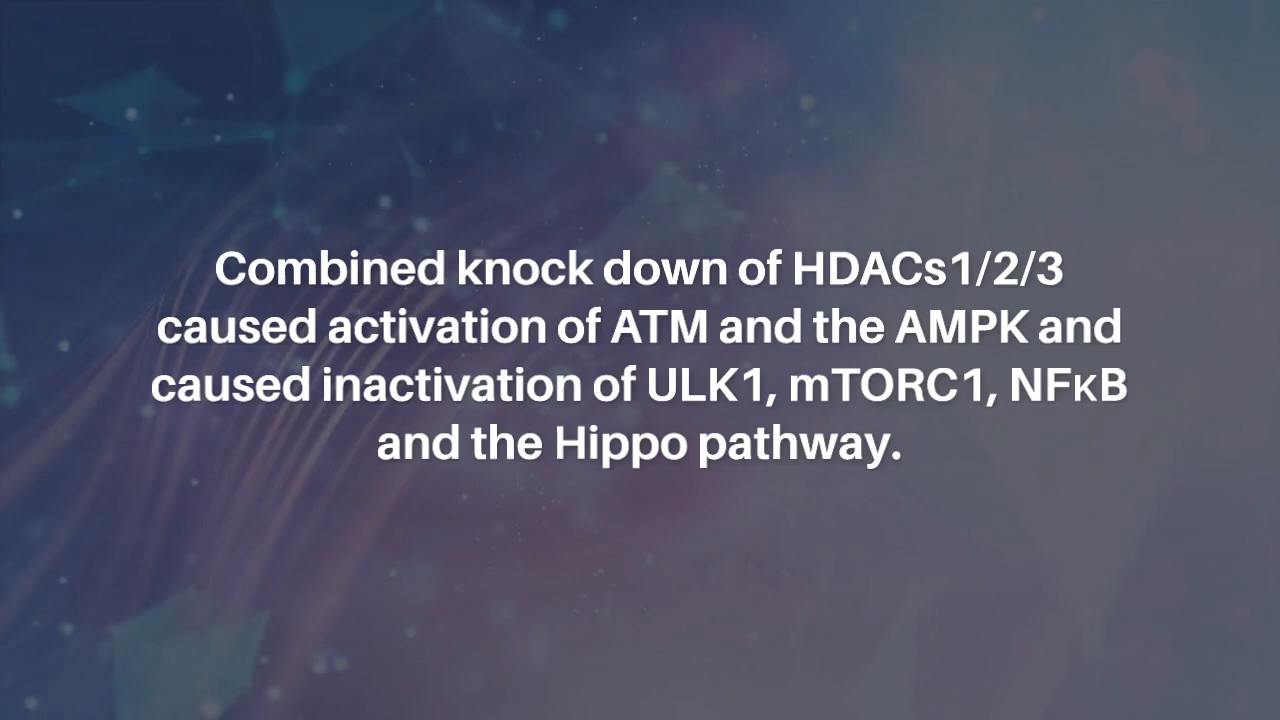 Combined knock down of HDACs1/2/3
caused activation of ATM and the AMPK and
caused inactivation of ULK1, mTORC1, NFκB
and the Hippo pathway.